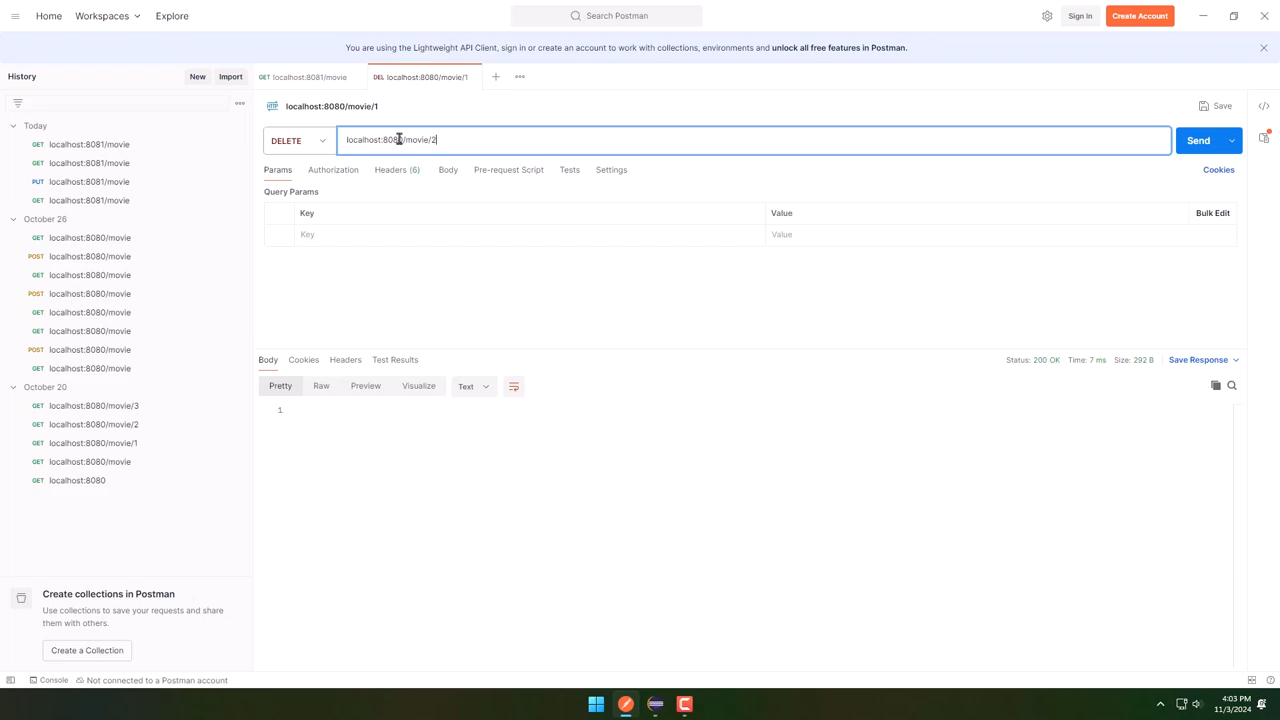 Home Workspaces Explore Search Postman Sign In Create Account
You are using the Lightweight API Client, sign in or create an account to work with collections, environments and unlock all free features in Postman.
History New Import
GET localhost:8081/movie DEL localhost:8080/movie/1
HTTP localhost:8080/movie/1 Save
DELETE localhost:8080/movie/2 Send
Params Authorization Headers (6) Body Pre-request Script Tests Settings Cookies
Query Params
Key Value Bulk Edit
Key Value
Today
GET localhost:8081/movie
GET localhost:8081/movie
PUT localhost:8081/movie
GET localhost:8081/movie
October 26
GET localhost:8080/movie
POST localhost:8080/movie
GET localhost:8080/movie
POST localhost:8080/movie
GET localhost:8080/movie
GET localhost:8080/movie
POST localhost:8080/movie
GET localhost:8080/movie
October 20
GET localhost:8080/movie/3
GET localhost:8080/movie/2
GET localhost:8080/movie/1
GET localhost:8080/movie
GET localhost:8080
Body Cookies Headers Test Results Status: 200 OK Time: 7 ms Size: 292 B Save Response
Pretty Raw Preview Visualize Text
1
Create collections in Postman
Use collections to save your requests and share
them with others.
Create a Collection
Console Not connected to a Postman account
4:03 PM
11/3/2024